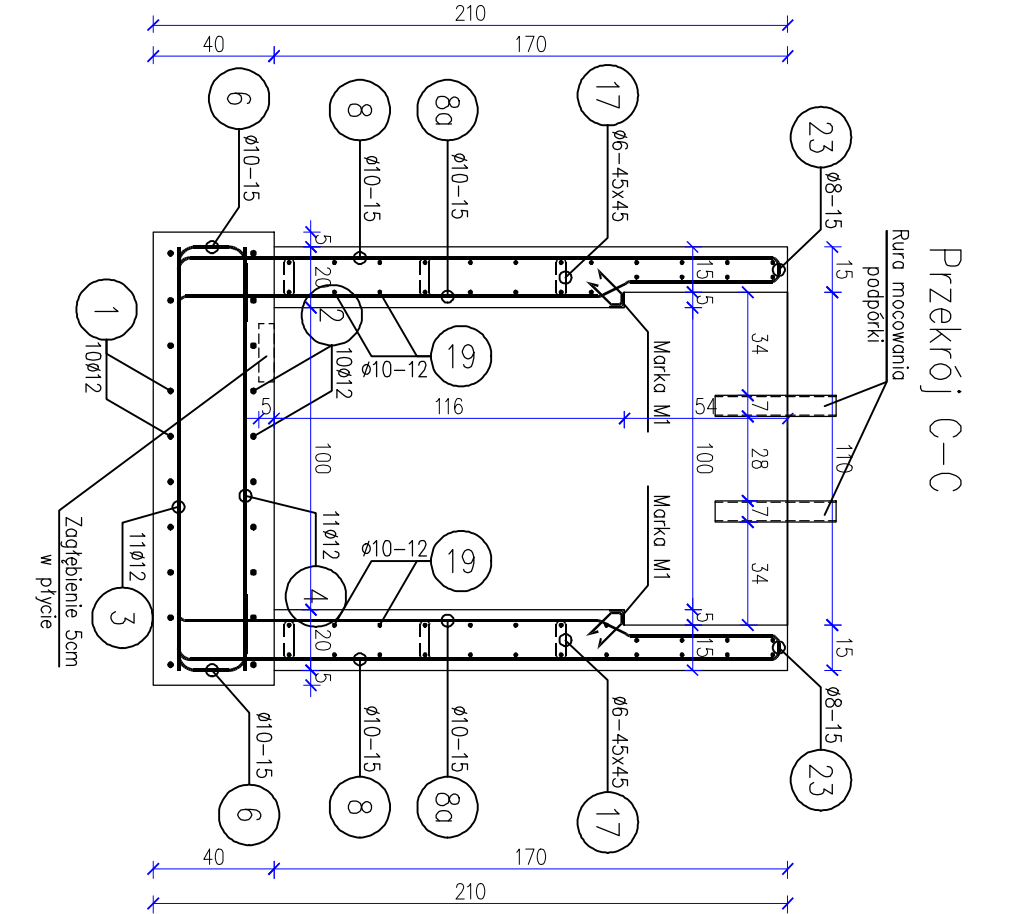 Przekrój C-C
Rura mocowania
podpórki
210
40
170
6
ø10-15
8
ø10-15
8a
ø10-15
17
ø6-45x45
23
ø8-15
5
20
15
5
15
2
10ø12
1
10ø12
19
ø10-12
Marka M1
34
7
28
7
34
110
54
5
116
100
100
Marka M1
11ø12
3
11ø12
4
19
ø10-12
Zagłębienie 5cm
w płycie
20
5
5
15
15
6
ø10-15
8
ø10-15
8a
ø10-15
17
ø6-45x45
23
ø8-15
40
170
210